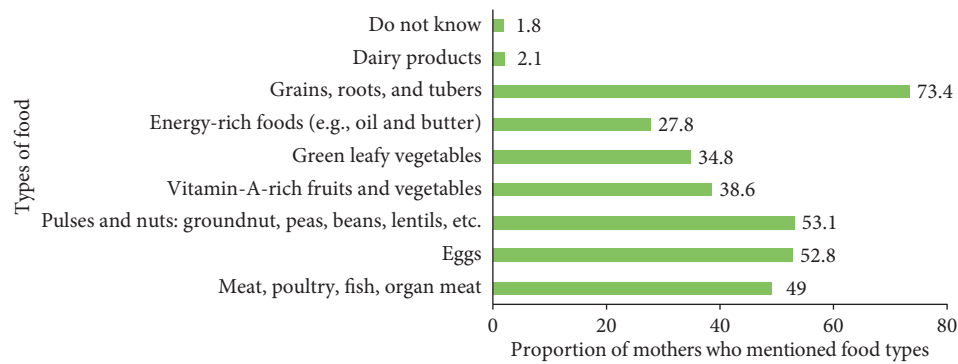 Do not know 1.8
Dairy products 2.1
Grains, roots, and tubers 73.4
Energy-rich foods (e.g., oil and butter) 27.8
Green leafy vegetables 34.8
Vitamin-A-rich fruits and vegetables 38.6
Pulses and nuts: groundnut, peas, beans, lentils, etc. 53.1
Eggs 52.8
Meat, poultry, fish, organ meat 49
Types of food
0 20 40 60 80
Proportion of mothers who mentioned food types